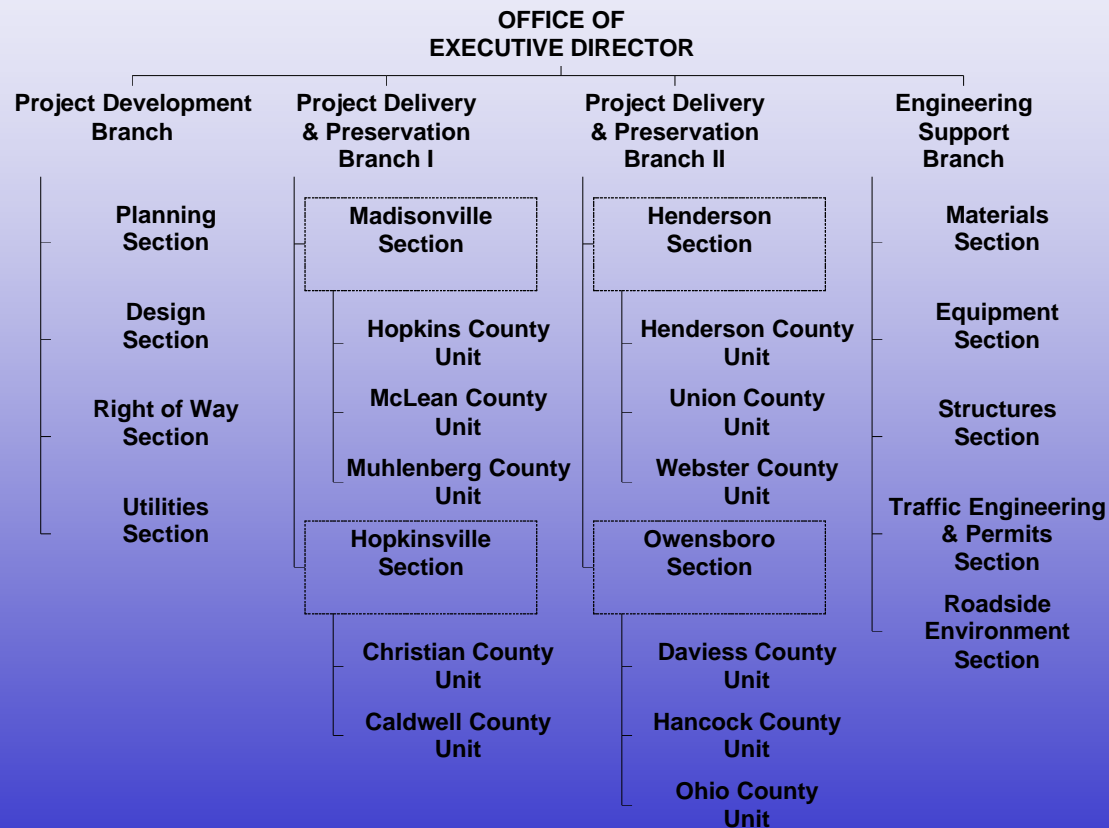 OFFICE OF
EXECUTIVE DIRECTOR
Project Development
Branch
Planning
Section
Design
Section
Right of Way
Section
Utilities
Section
Project Delivery
& Preservation
Branch I
Madisonville
Section
Hopkins County
Unit
McLean County
Unit
Muhlenberg County
Unit
Hopkinsville
Section
Christian County
Unit
Caldwell County
Unit
Project Delivery
& Preservation
Branch II
Henderson
Section
Henderson County
Unit
Union County
Unit
Webster County
Unit
Owensboro
Section
Daviess County
Unit
Hancock County
Unit
Ohio County
Unit
Engineering
Support
Branch
Materials
Section
Equipment
Section
Structures
Section
Traffic Engineering
& Permits
Section
Roadside
Environment
Section